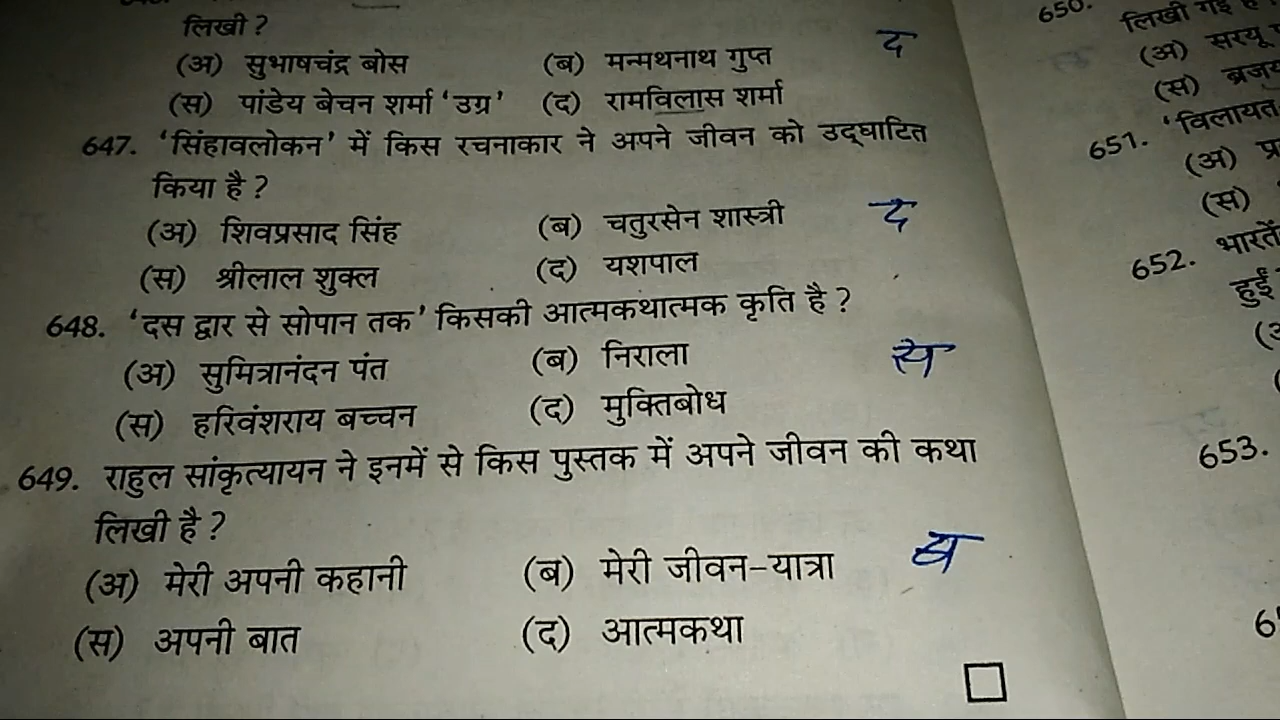 लिखी ?
(अ) सुभाषचंद्र बोस (ब) मन्मथनाथ गुप्त द
(स) पांडेय बेचन शर्मा 'उग्र' (द) रामविलास शर्मा
647. 'सिंहावलोकन' में किस रचनाकार ने अपने जीवन को उद्घाटित
किया है ?
(अ) शिवप्रसाद सिंह (ब) चतुरसेन शास्त्री द
(स) श्रीलाल शुक्ल (द) यशपाल
648. 'दस द्वार से सोपान तक' किसकी आत्मकथात्मक कृति है ?
(अ) सुमित्रानंदन पंत (ब) निराला स
(स) हरिवंशराय बच्चन (द) मुक्तिबोध
649. राहुल सांकृत्यायन ने इनमें से किस पुस्तक में अपने जीवन की कथा
लिखी है ?
(अ) मेरी अपनी कहानी (ब) मेरी जीवन-यात्रा ब
(स) अपनी बात (द) आत्मकथा
650.
लिखी गई
(अ) सरयू
(स)
651. 'विलायत
(अ)
(स)
652.
हुई
653.